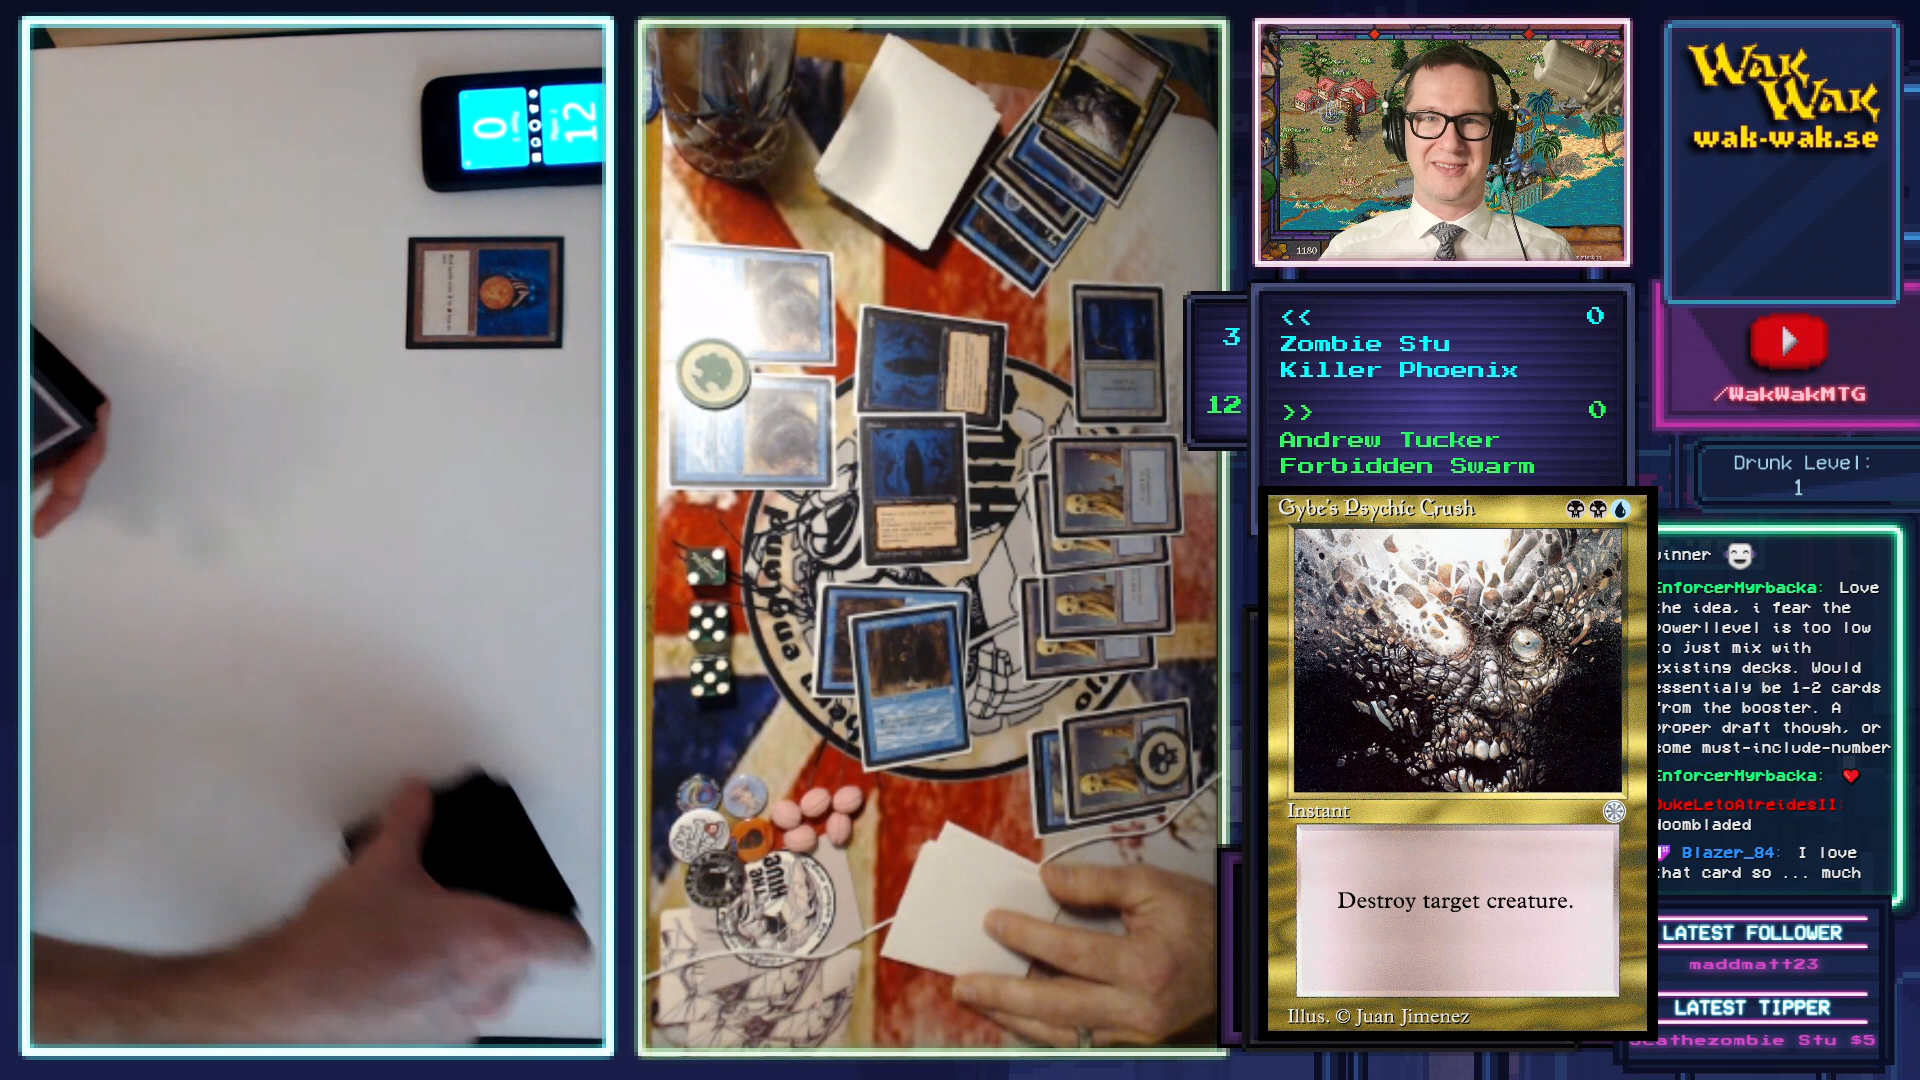 0
12
WAK
WAK
wak-wak.se
1180
3
12
<<
0
Zombie Stu
Killer Phoenix
>>
0
Andrew Tucker
Forbidden Swarm
/WakWakMTG
Drunk Level:
1
Gybe's Psychic Crush
Instant
Destroy target creature.
Illus. © Juan Jimenez
EnforcerMyrbacka: Love
the idea, i fear the
powerllevel is too low
to just mix with
existing decks. Would
essentialy be 1-2 cards
from the booster. A
proper draft though, or
some must-include-number
EnforcerMyrbacka:
DukeLetoAtreidesII:
doombladed
Blazer_84: I love
that card so ... much
LATEST FOLLOWER
maddmatt23
LATEST TIPPER
Stu $5